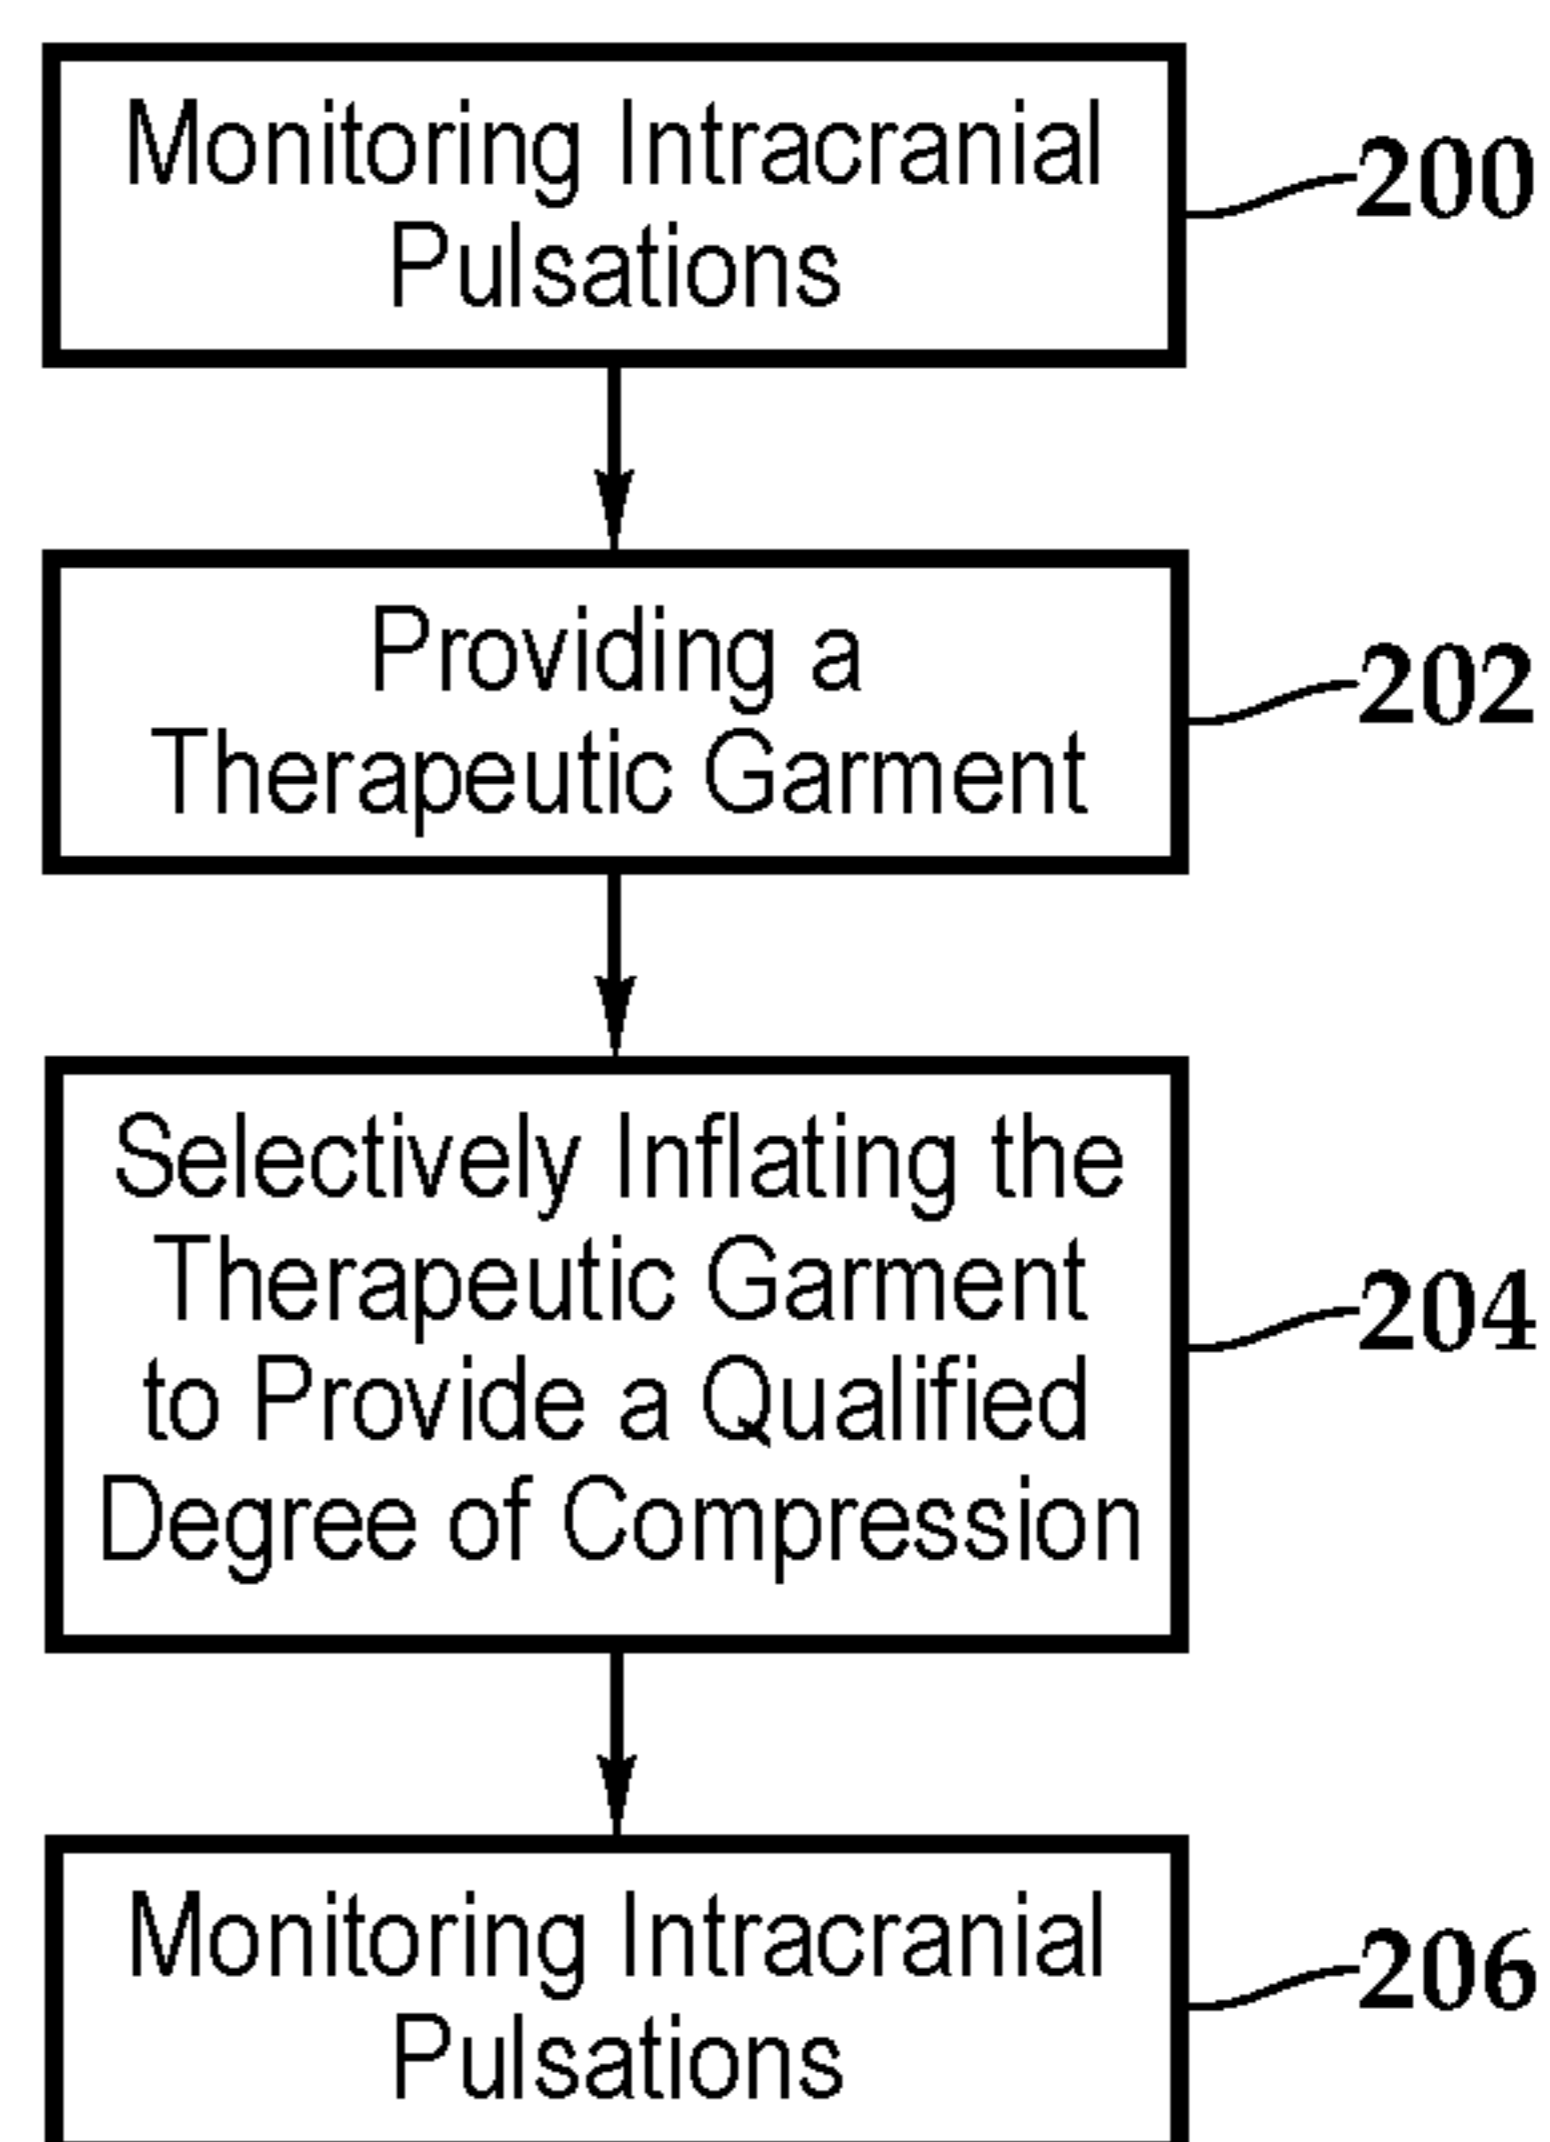 Monitoring Intracranial
Pulsations
200
Providing a
Therapeutic Garment
202
Selectively Inflating the
Therapeutic Garment
to Provide a Qualified
Degree of Compression
204
Monitoring Intracranial
Pulsations
206